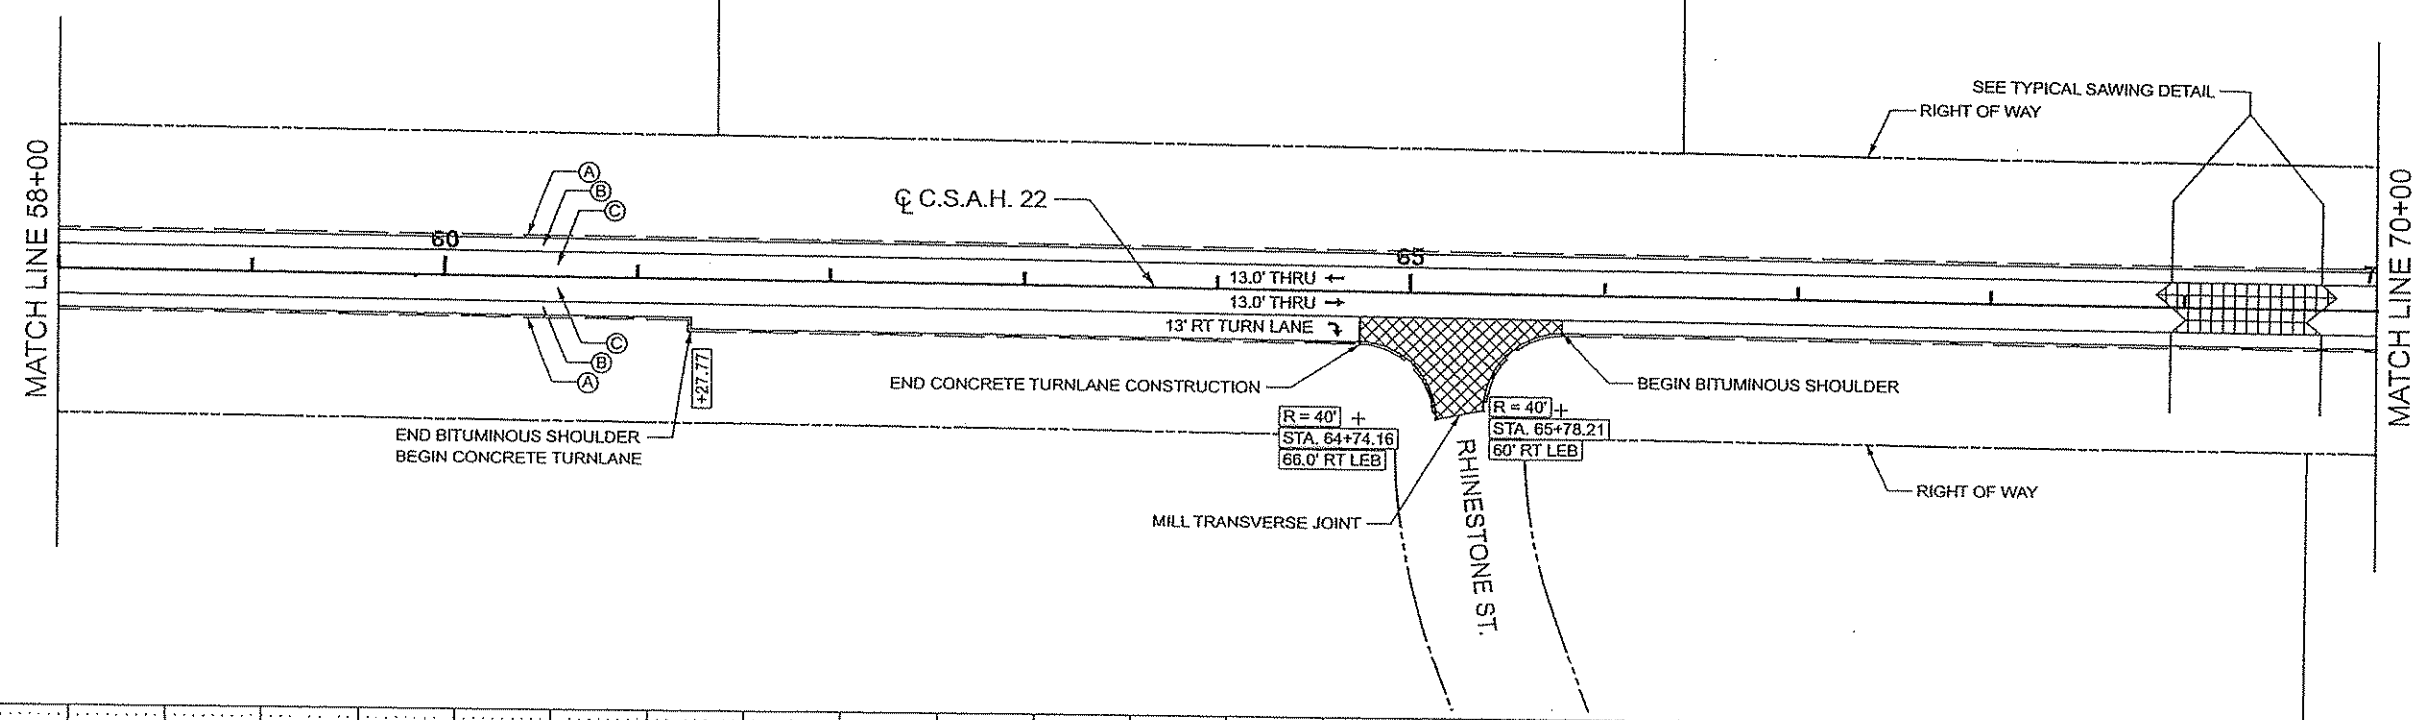 MATCH LINE 58+00
SEE TYPICAL SAWING DETAIL
RIGHT OF WAY
A
B
C
℄ C.S.A.H. 22
60
65
7
13.0' THRU ←
13.0' THRU →
13' RT TURN LANE
C
B
A
+27.77
END CONCRETE TURNLANE CONSTRUCTION
BEGIN BITUMINOUS SHOULDER
END BITUMINOUS SHOULDER
BEGIN CONCRETE TURNLANE
R = 40'
STA. 64+74.16
66.0' RT LEB
R = 40'
STA. 65+78.21
60' RT LEB
RHINESTONE ST.
MILL TRANSVERSE JOINT
RIGHT OF WAY
MATCH LINE 70+00